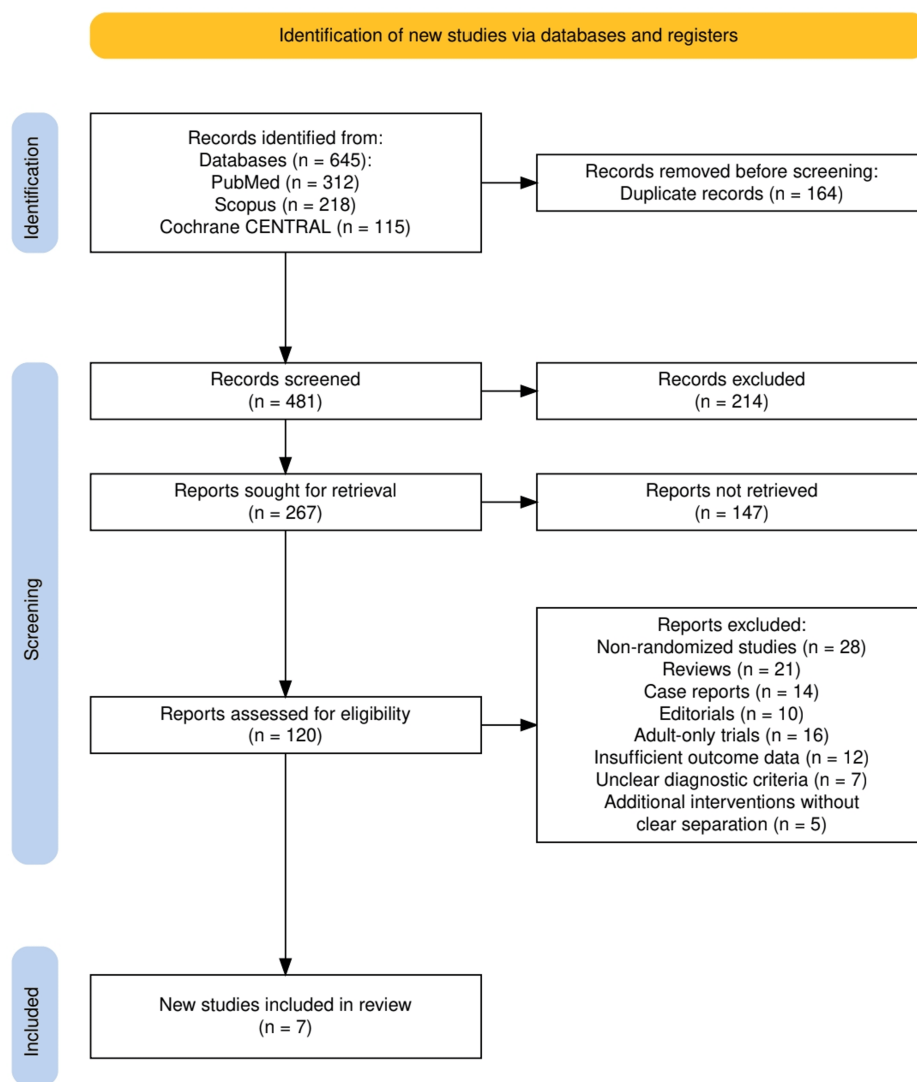 Identification of new studies via databases and registers
Identification
Records identified from:
Databases (n = 645):
PubMed (n = 312)
Scopus (n = 218)
Cochrane CENTRAL (n = 115)
Records removed before screening:
Duplicate records (n = 164)
Screening
Records screened
(n = 481)
Records excluded
(n = 214)
Reports sought for retrieval
(n = 267)
Reports not retrieved
(n = 147)
Reports assessed for eligibility
(n = 120)
Reports excluded:
Non-randomized studies (n = 28)
Reviews (n = 21)
Case reports (n = 14)
Editorials (n = 10)
Adult-only trials (n = 16)
Insufficient outcome data (n = 12)
Unclear diagnostic criteria (n = 7)
Additional interventions without
clear separation (n = 5)
Included
New studies included in review
(n = 7)